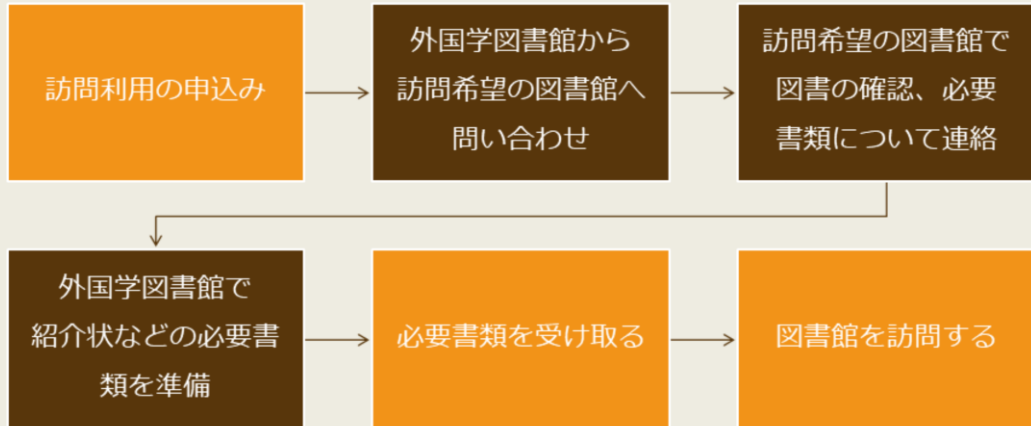 訪問利用の申込み
外国学図書館から
訪問希望の図書館へ
問い合わせ
訪問希望の図書館で
図書の確認、必要
書類について連絡
外国学図書館で
紹介状などの必要書
類を準備
必要書類を受け取る
図書館を訪問する